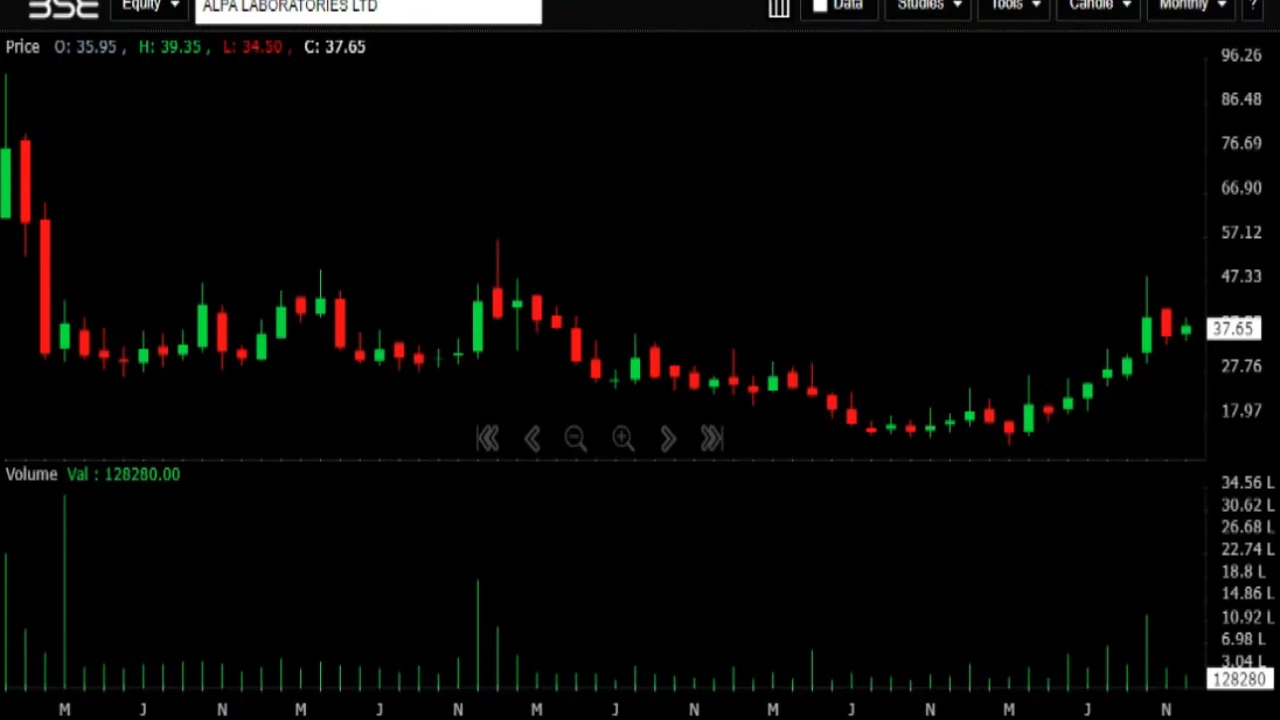 BSE Equity ALPA LABORATORIES LTD Data Studies Tools Candle Monthly ?
Price O: 35.95 , H: 39.35 , L: 34.50 , C: 37.65
96.26
86.48
76.69
66.90
57.12
47.33
37.65
27.76
17.97
Volume Val : 128280.00
34.56 L
30.62 L
26.68 L
22.74 L
18.8 L
14.86 L
10.92 L
6.98 L
3.04 L
128280
M J N M J N M J N M J N M J N